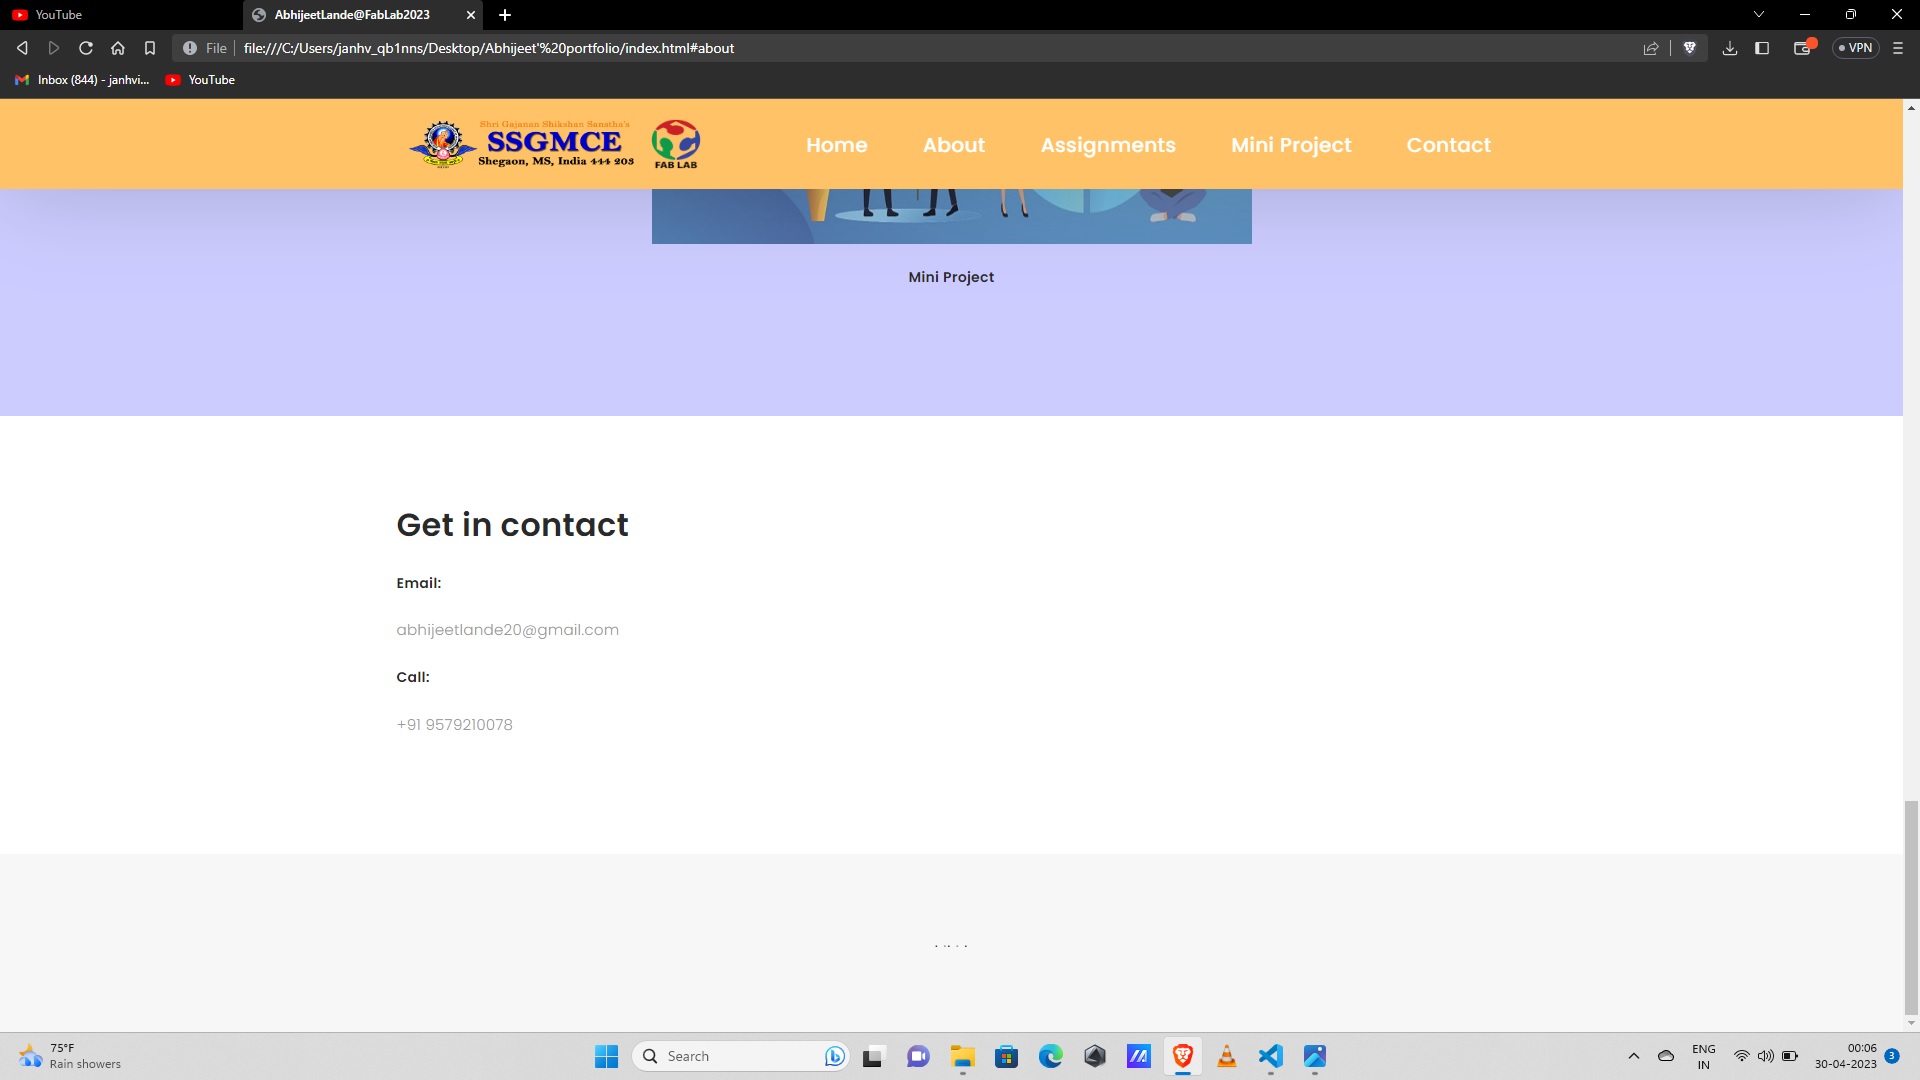 YouTube
AbhijeetLande@FabLab2023
File
file:///C:/Users/janhv_qb1nns/Desktop/Abhijeet'%20portfolio/index.html#about
VPN
Inbox (844) - janhvi...
YouTube
Shri Gajanan Shikshan Sanstha's
SSGMCE
Shegaon, MS, India 444 203
FAB LAB
Home
About
Assignments
Mini Project
Contact
Mini Project
Get in contact
Email:
abhijeetlande20@gmail.com
Call:
+91 9579210078
75°F
Rain showers
Search
ENG
IN
00:06
30-04-2023
3